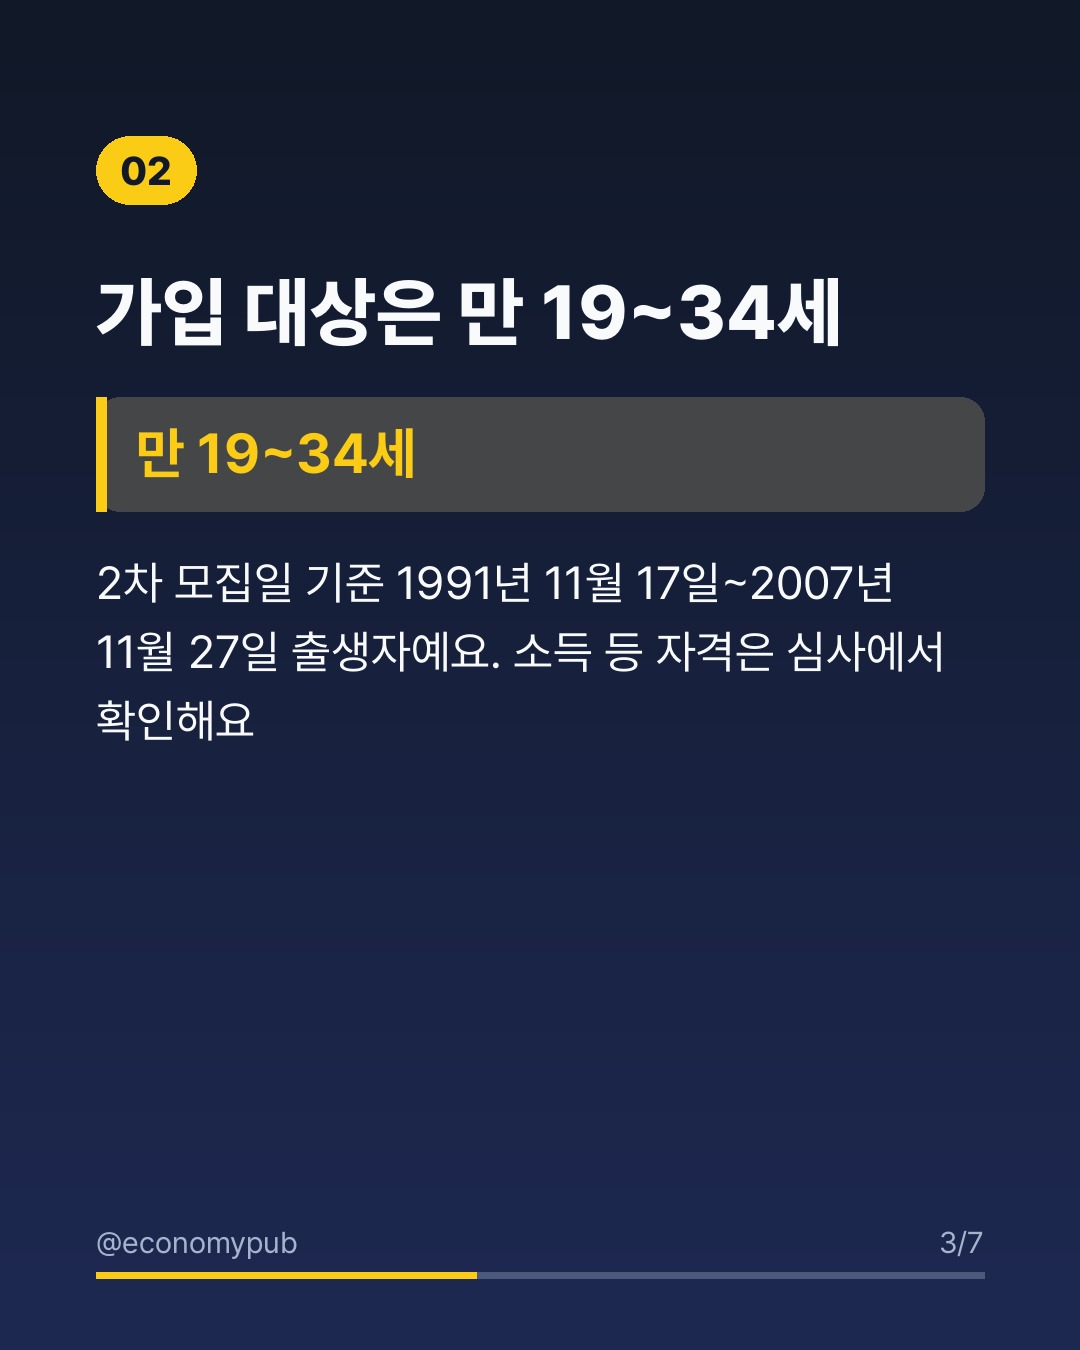 02
가입 대상은 만 19~34세
만 19~34세
2차 모집일 기준 1991년 11월 17일~2007년
11월 27일 출생자예요. 소득 등 자격은 심사에서
확인해요
@economypub
3/7